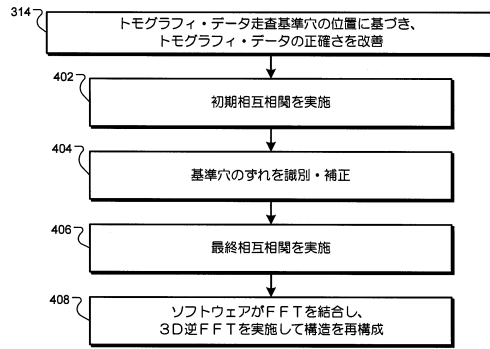 314
トモグラフィ・データ走査基準穴の位置に基づき、
トモグラフィ・データの正確さを改善
402
初期相互相関を実施
404
基準穴のずれを識別・補正
406
最終相互相関を実施
408
ソフトウェアがＦＦＴを結合し、
３Ｄ逆ＦＦＴを実施して構造を再構成